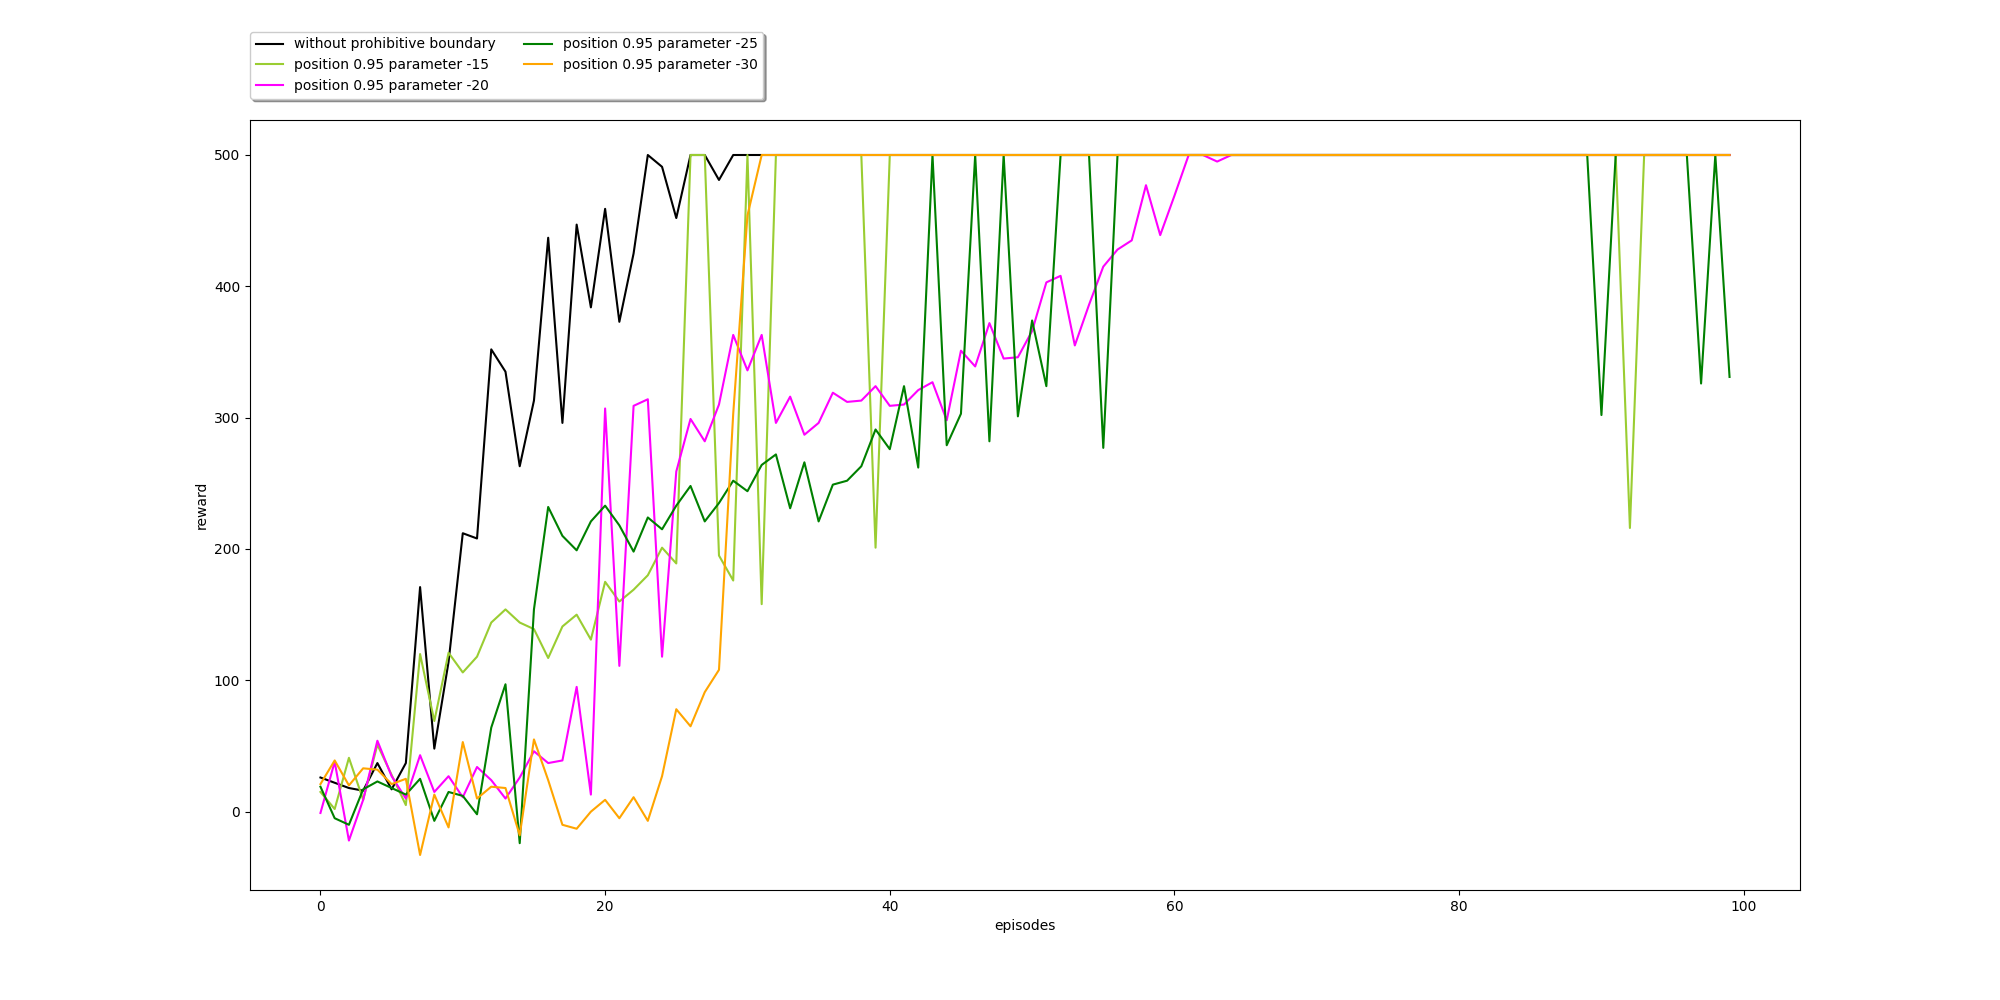 without prohibitive boundary
position 0.95 parameter -15
position 0.95 parameter -20
position 0.95 parameter -25
position 0.95 parameter -30
500
400
300
200
100
0
reward
0 20 40 60 80 100
episodes